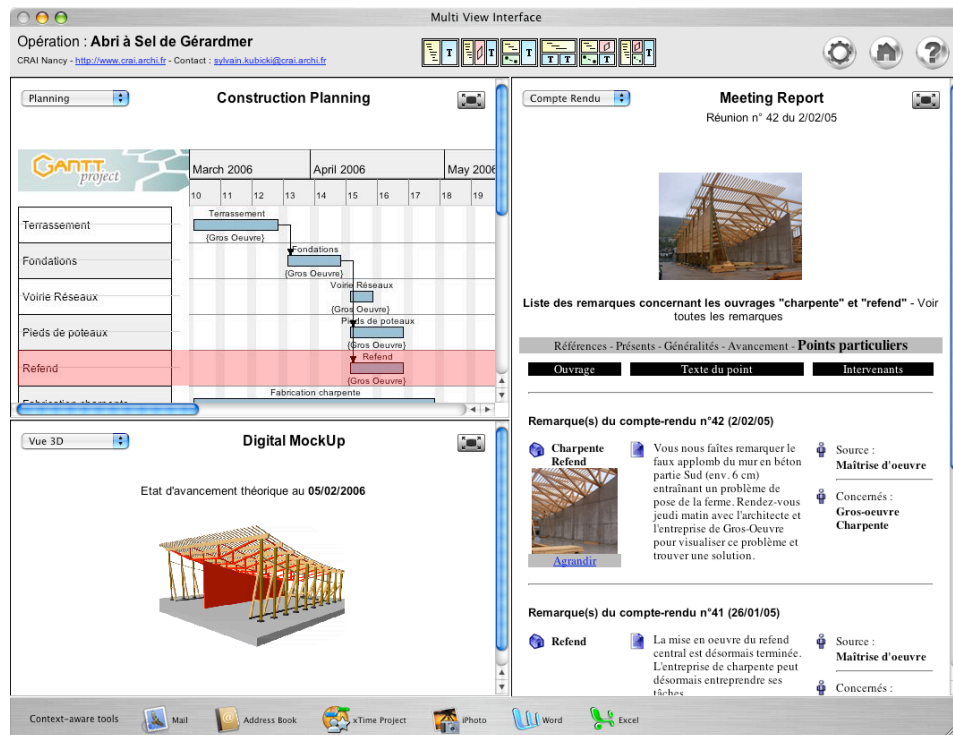 Multi View Interface
Opération : Abri à Sel de Gérardmer
CRAI Nancy - http://www.crai.archi.fr - Contact : sylvain.kubicki@crai.archi.fr
T
T
T
T T
T
T
?
Planning
Construction Planning
GANTT
project
March 2006
April 2006
May 2006
10 11 12 13 14 15 16 17 18 19
Terrassement
Terrassement
{Gros Oeuvre}
Fondations
Fondations
{Gros Oeuvre}
Voirie Réseaux
Voirie Réseaux
{Gros Oeuvre}
Pieds de poteaux
Pieds de poteaux
{Gros Oeuvre}
Refend
Refend
{Gros Oeuvre}
Fabrication charpente
Fabrication charpente
Vue 3D
Digital MockUp
Etat d'avancement théorique au 05/02/2006
Compte Rendu
Meeting Report
Réunion n° 42 du 2/02/05
Liste des remarques concernant les ouvrages "charpente" et "refend" - Voir
toutes les remarques
Références - Présents - Généralités - Avancement - Points particuliers
Ouvrage
Texte du point
Intervenants
Remarque(s) du compte-rendu n°42 (2/02/05)
Charpente
Refend
Agrandir
Vous nous faîtes remarquer le
faux applomb du mur en béton
partie Sud (env. 6 cm)
entraînant un problème de
pose de la ferme. Rendez-vous
jeudi matin avec l'architecte et
l'entreprise de Gros-Oeuvre
pour visualiser ce problème et
trouver une solution.
Source :
Maîtrise d'oeuvre
Concernés :
Gros-oeuvre
Charpente
Remarque(s) du compte-rendu n°41 (26/01/05)
Refend
La mise en oeuvre du refend
central est désormais terminée.
L'entreprise de charpente peut
désormais entreprendre ses
tâches
Source :
Maîtrise d'oeuvre
Concernés :
Context-aware tools
Mail
Address Book
xTime Project
iPhoto
Word
Excel